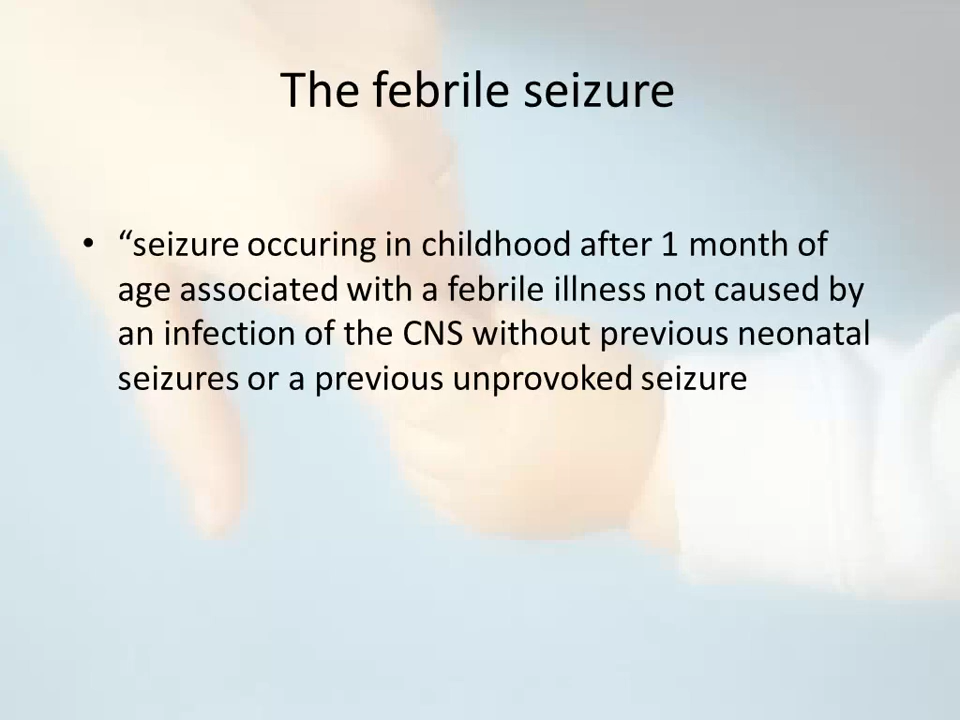 The febrile seizure
• “seizure occuring in childhood after 1 month of
age associated with a febrile illness not caused by
an infection of the CNS without previous neonatal
seizures or a previous unprovoked seizure